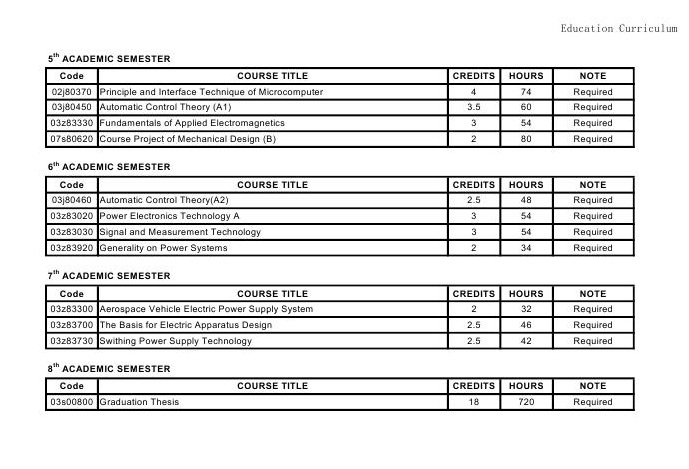 Education Curriculum
5th ACADEMIC SEMESTER
Code COURSE TITLE CREDITS HOURS NOTE
02j80370 Principle and Interface Technique of Microcomputer 4 74 Required
03j80450 Automatic Control Theory (A1) 3.5 60 Required
03z83330 Fundamentals of Applied Electromagnetics 3 54 Required
07s80620 Course Project of Mechanical Design (B) 2 80 Required
6th ACADEMIC SEMESTER
Code COURSE TITLE CREDITS HOURS NOTE
03j80460 Automatic Control Theory(A2) 2.5 48 Required
03z83020 Power Electronics Technology A 3 54 Required
03z83030 Signal and Measurement Technology 3 54 Required
03z83920 Generality on Power Systems 2 34 Required
7th ACADEMIC SEMESTER
Code COURSE TITLE CREDITS HOURS NOTE
03z83300 Aerospace Vehicle Electric Power Supply System 2 32 Required
03z83700 The Basis for Electric Apparatus Design 2.5 46 Required
03z83730 Swithing Power Supply Technology 2.5 42 Required
8th ACADEMIC SEMESTER
Code COURSE TITLE CREDITS HOURS NOTE
03s00800 Graduation Thesis 18 720 Required